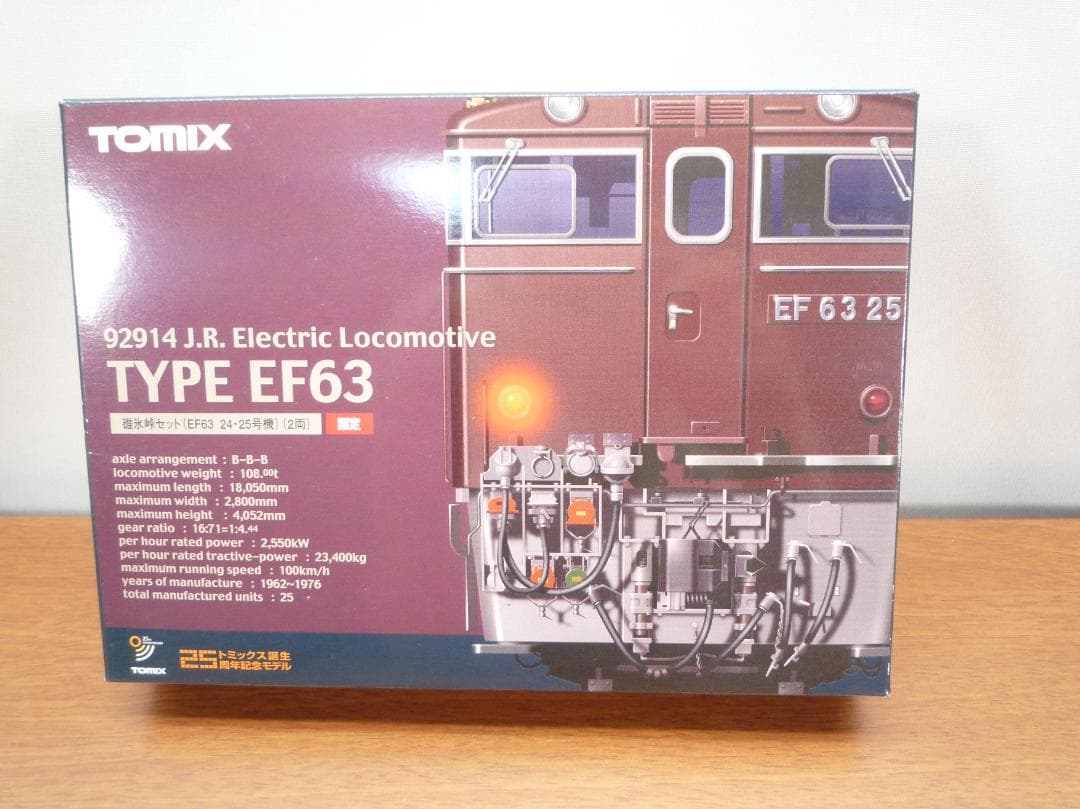 TOMIX
92914 J.R. Electric Locomotive
TYPE EF63
碓氷峠セット(EF63 24・25号機)(2両) 限定
axle arrangement : B-B-B
locomotive weight : 108.00t
maximum length : 18,050mm
maximum width : 2,800mm
maximum height : 4,052mm
gear ratio : 16:71=1:4.44
per hour rated power : 2,550kW
per hour rated tractive-power : 23,400kg
maximum running speed : 100km/h
years of manufacture : 1962~1976
total manufactured units : 25
EF 63 25
TOMIX
25 トミックス誕生
周年記念モデル